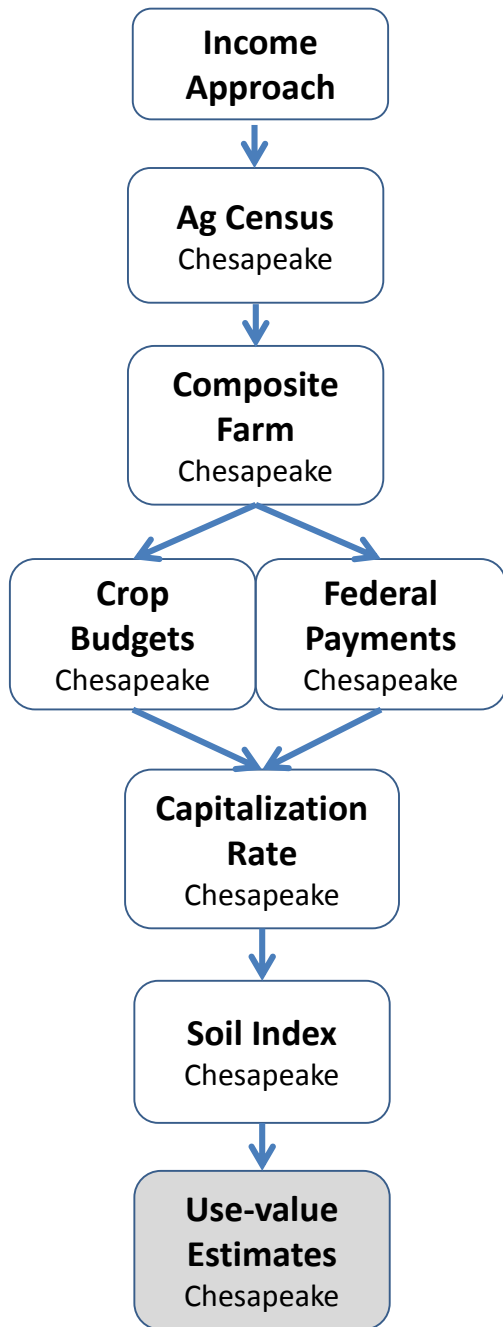 Income
Approach
Ag Census
Chesapeake
Composite
Farm
Chesapeake
Crop
Budgets
Chesapeake
Federal
Payments
Chesapeake
Capitalization
Rate
Chesapeake
Soil Index
Chesapeake
Use-value
Estimates
Chesapeake